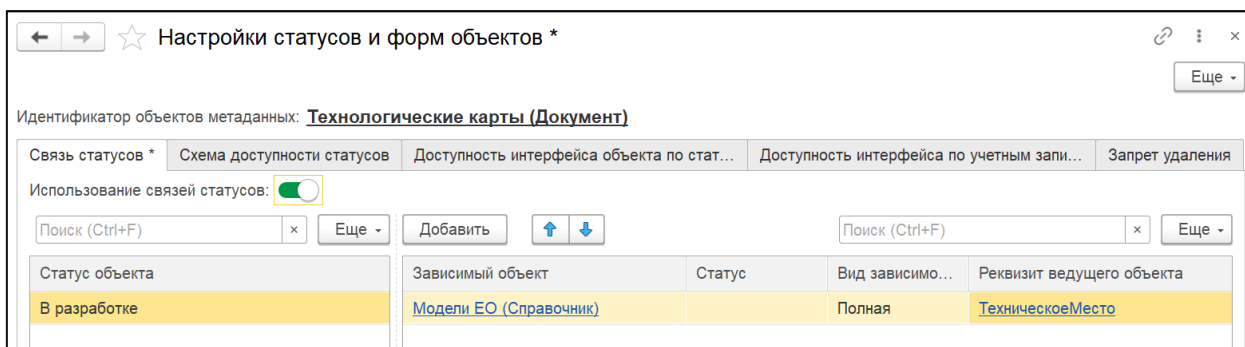 Настройки статусов и форм объектов *
Еще
Идентификатор объектов метаданных: Технологические карты (Документ)
Связь статусов * Схема доступности статусов Доступность интерфейса объекта по стат... Доступность интерфейса по учетным запи... Запрет удаления
Использование связей статусов:
Поиск (Ctrl+F) × Еще Добавить Поиск (Ctrl+F) × Еще
Статус объекта Зависимый объект Статус Вид зависимо... Реквизит ведущего объекта
В разработке Модели ЕО (Справочник) Полная ТехническоеМесто